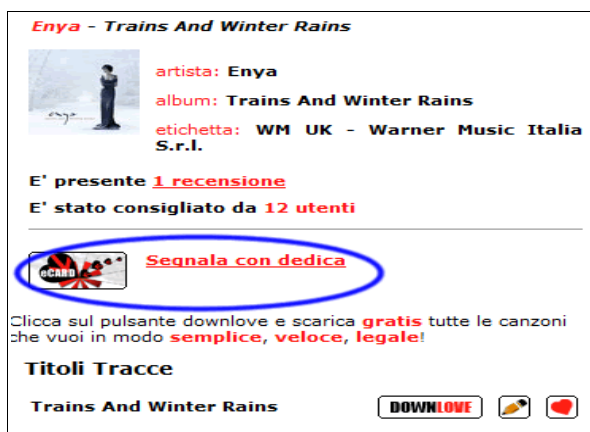 Enya - Trains And Winter Rains
artista: Enya
album: Trains And Winter Rains
enya
etichetta: WM UK - Warner Music Italia
S.r.l.
E' presente 1 recensione
E' stato consigliato da 12 utenti
eCARD
Segnala con dedica
Clicca sul pulsante downlove e scarica gratis tutte le canzoni
che vuoi in modo semplice, veloce, legale!
Titoli Tracce
Trains And Winter Rains DOWNLOVE